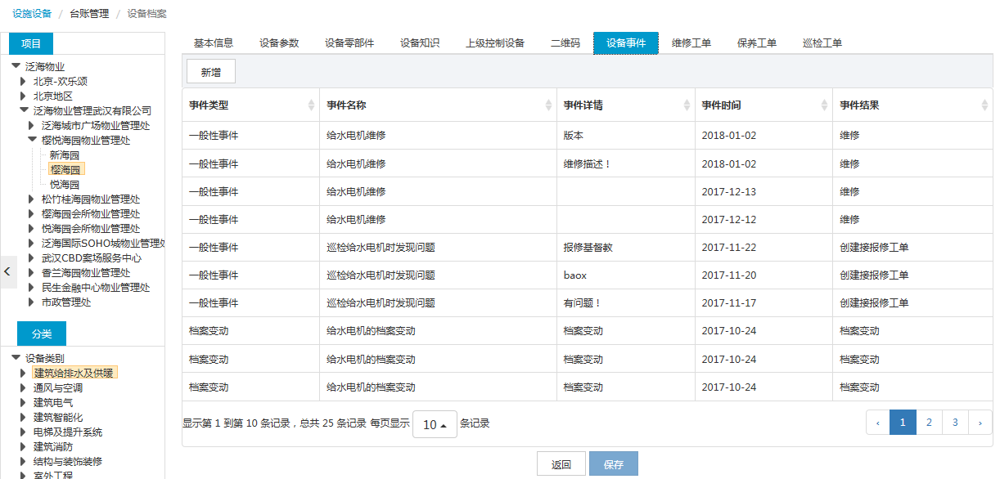 设施设备 / 台账管理 / 设备档案
项目
泛海物业
北京-欢乐颂
北京地区
泛海物业管理武汉有限公司
泛海城市广场物业管理处
樱悦海园物业管理处
新海园
樱海园
悦海园
松竹桂海园物业管理处
樱海园会所物业管理处
悦海园会所物业管理处
泛海国际SOHO城物业管理处
武汉CBD案场服务中心
香兰海园物业管理处
民生金融中心物业管理处
市政管理处
分类
设备类别
建筑给排水及供暖
通风与空调
建筑电气
建筑智能化
电梯及提升系统
建筑消防
结构与装饰装修
室外工程
基本信息 设备参数 设备零部件 设备知识 上级控制设备 二维码 设备事件 维修工单 保养工单 巡检工单
新增
事件类型 事件名称 事件详情 事件时间 事件结果
一般性事件 给水电机维修 版本 2018-01-02 维修
一般性事件 给水电机维修 维修描述！ 2018-01-02 维修
一般性事件 给水电机维修 2017-12-13 维修
一般性事件 给水电机维修 2017-12-12 维修
一般性事件 巡检给水电机时发现问题 报修基督教 2017-11-22 创建接报修工单
一般性事件 巡检给水电机时发现问题 baox 2017-11-20 创建接报修工单
一般性事件 巡检给水电机时发现问题 有问题！ 2017-11-17 创建接报修工单
档案变动 给水电机的档案变动 档案变动 2017-10-24 档案变动
档案变动 给水电机的档案变动 档案变动 2017-10-24 档案变动
档案变动 给水电机的档案变动 档案变动 2017-10-24 档案变动
显示第 1 到第 10 条记录，总共 25 条记录 每页显示 10 条记录
‹ 1 2 3 ›
返回 保存